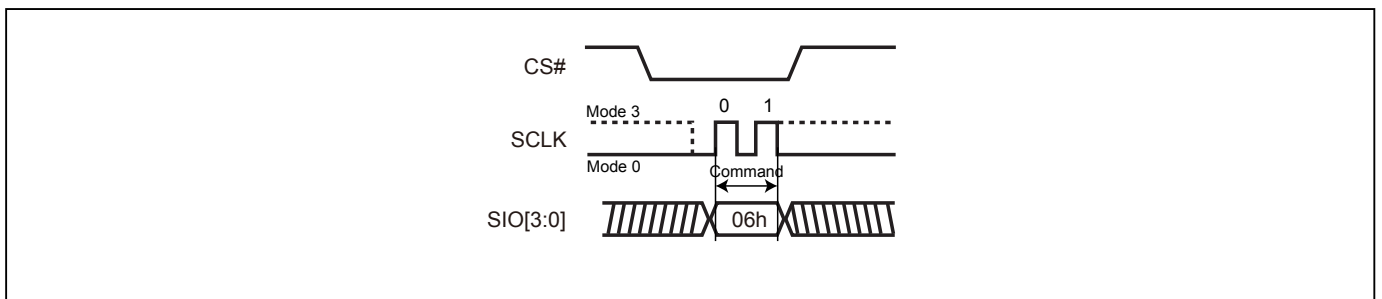 CS#
Mode 3
0 1
SCLK
Mode 0
Command
SIO[3:0]
06h